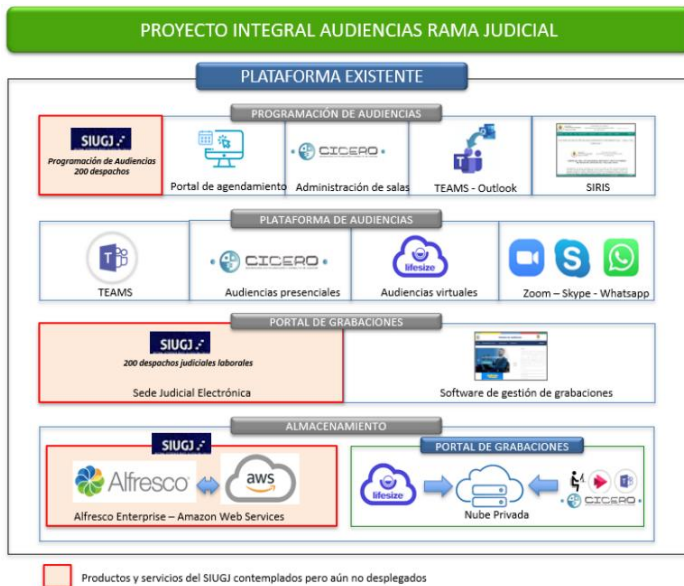 PROYECTO INTEGRAL AUDIENCIAS RAMA JUDICIAL
PLATAFORMA EXISTENTE
PROGRAMACIÓN DE AUDIENCIAS
SIUGJ
Programación de Audiencias
200 despachos
Portal de agendamiento
CICERO
Administración de salas
TEAMS - Outlook
SIRIS
PLATAFORMA DE AUDIENCIAS
TEAMS
CICERO
Audiencias presenciales
lifesize
Audiencias virtuales
Zoom – Skype - Whatsapp
PORTAL DE GRABACIONES
SIUGJ
200 despachos judiciales laborales
Sede Judicial Electrónica
Software de gestión de grabaciones
ALMACENAMIENTO
SIUGJ
Alfresco
aws
Alfresco Enterprise – Amazon Web Services
PORTAL DE GRABACIONES
lifesize
Nube Privada
CICERO
Productos y servicios del SIUGJ contemplados pero aún no desplegados